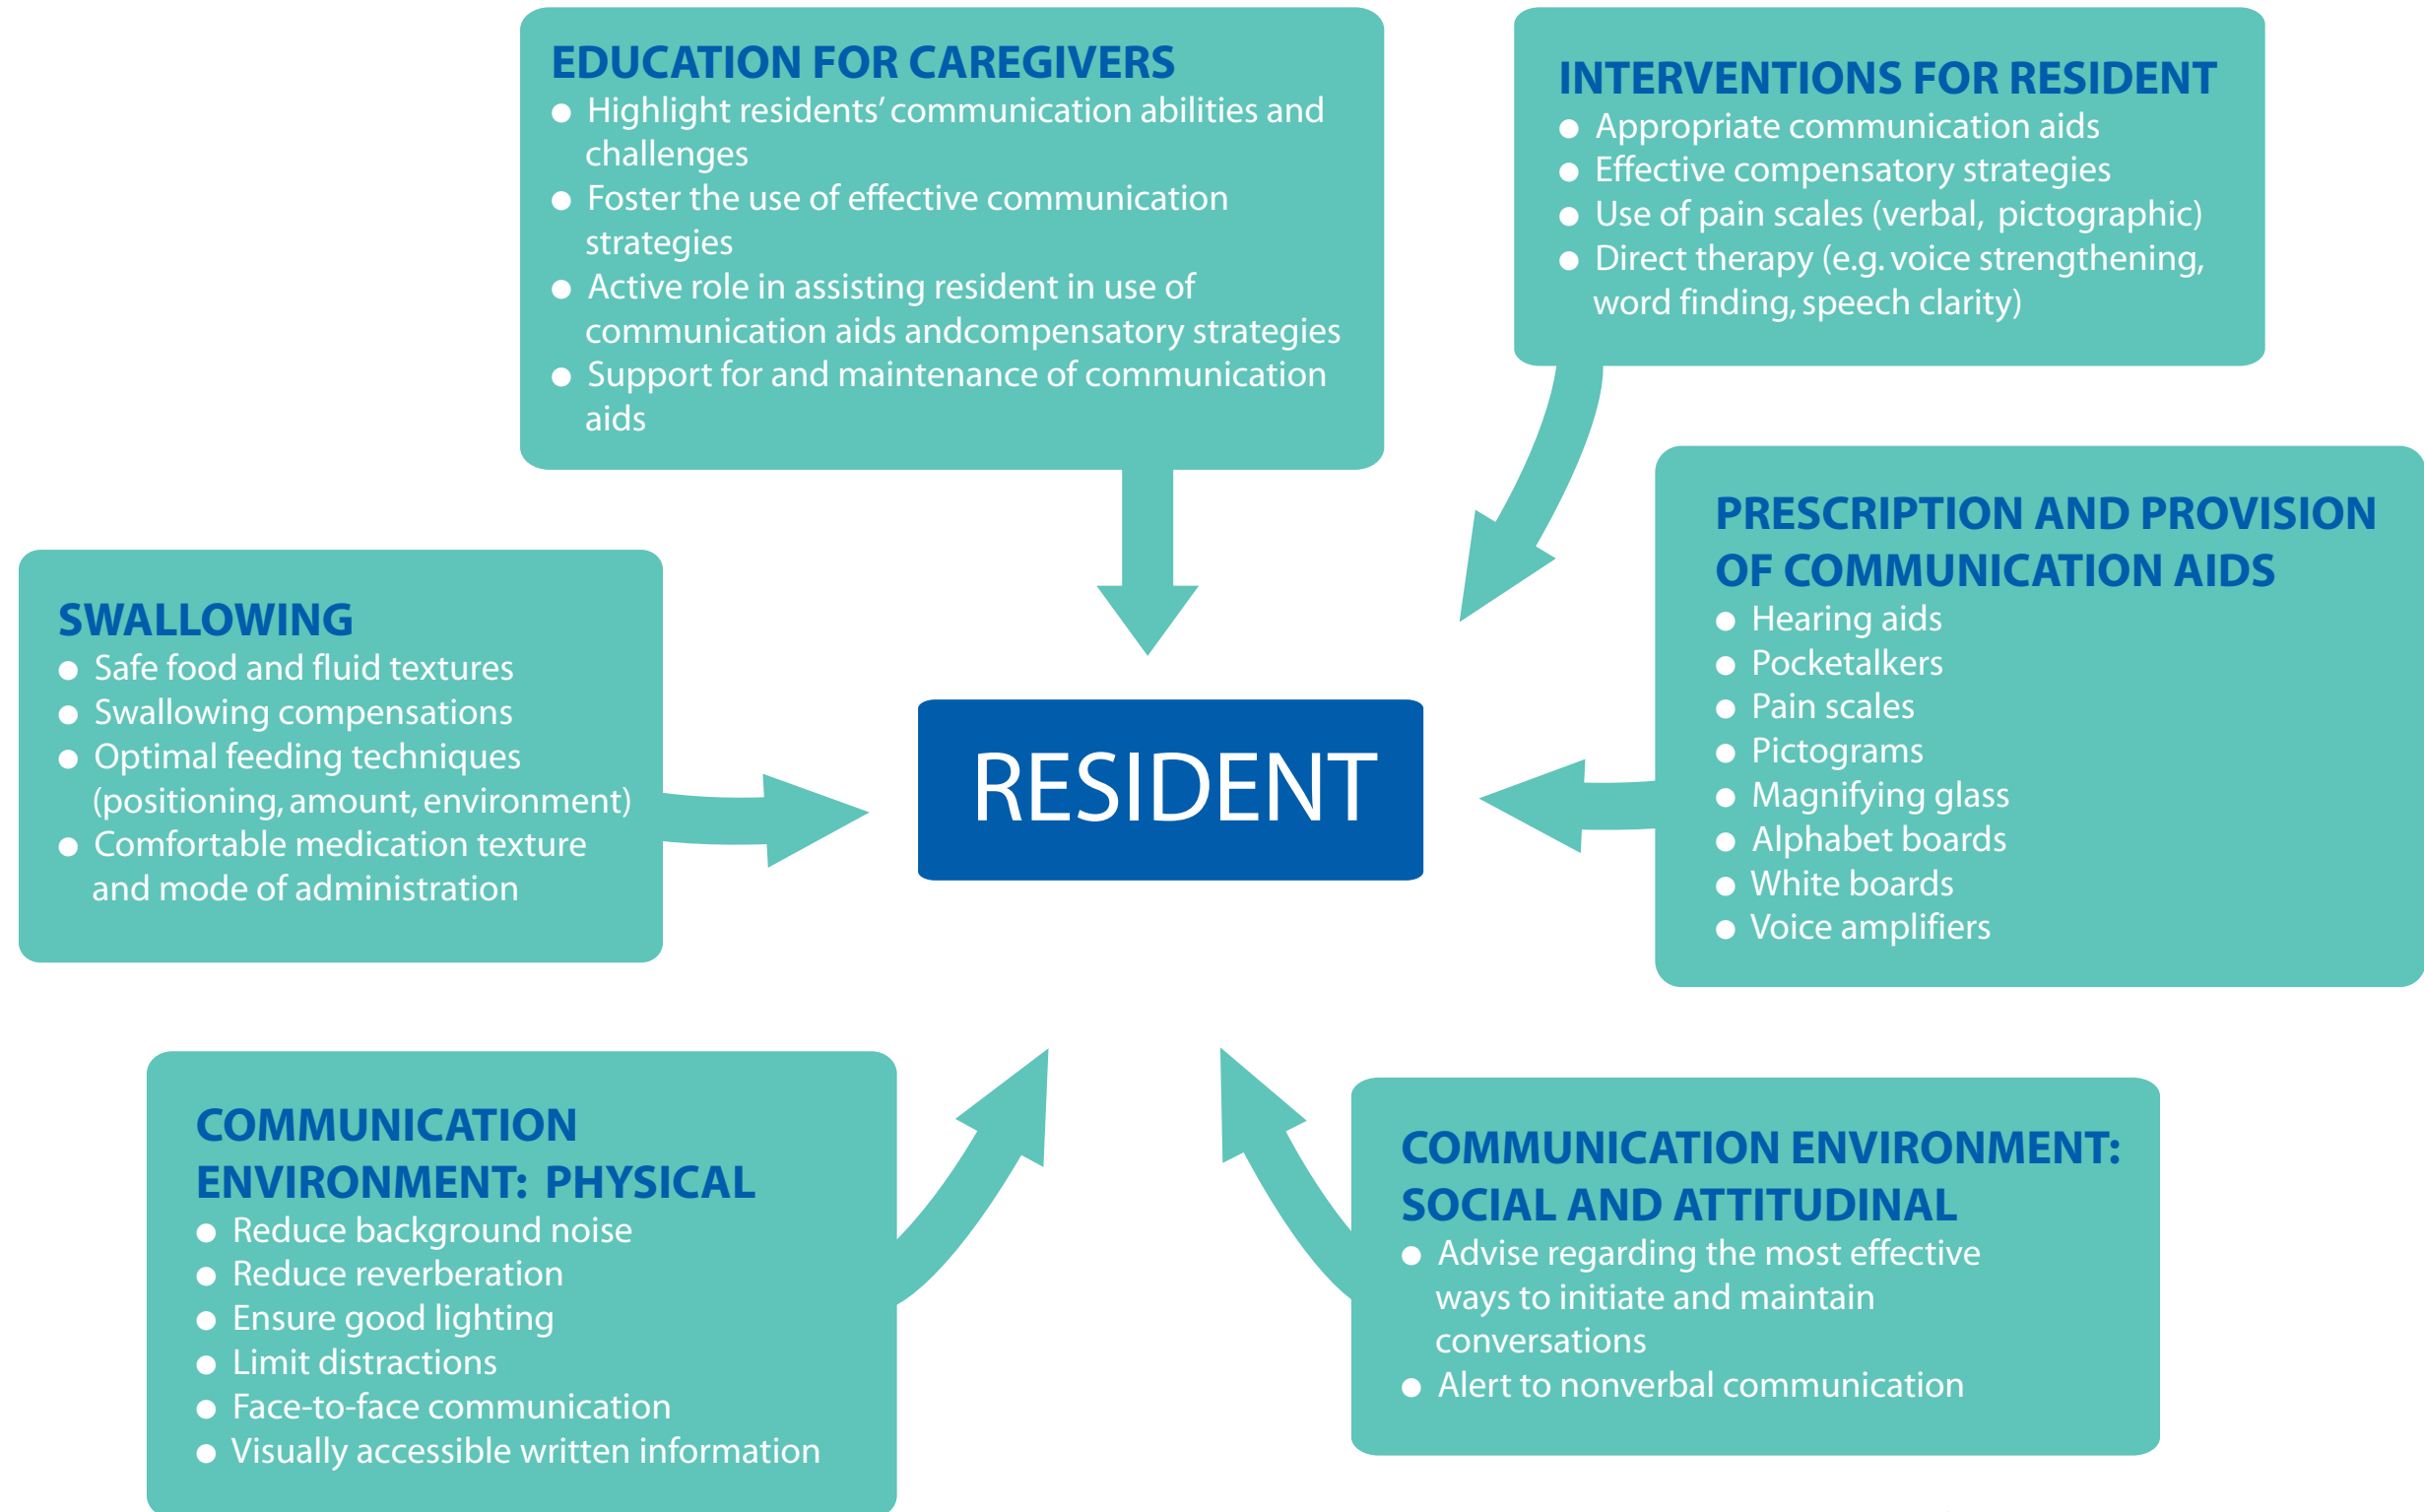 EDUCATION FOR CAREGIVERS
● Highlight residents’ communication abilities and
challenges
● Foster the use of effective communication
strategies
● Active role in assisting resident in use of
communication aids andcompensatory strategies
● Support for and maintenance of communication
aids
INTERVENTIONS FOR RESIDENT
● Appropriate communication aids
● Effective compensatory strategies
● Use of pain scales (verbal, pictographic)
● Direct therapy (e.g. voice strengthening,
word finding, speech clarity)
SWALLOWING
● Safe food and fluid textures
● Swallowing compensations
● Optimal feeding techniques
(positioning, amount, environment)
● Comfortable medication texture
and mode of administration
RESIDENT
PRESCRIPTION AND PROVISION
OF COMMUNICATION AIDS
● Hearing aids
● Pocketalkers
● Pain scales
● Pictograms
● Magnifying glass
● Alphabet boards
● White boards
● Voice amplifiers
COMMUNICATION
ENVIRONMENT: PHYSICAL
● Reduce background noise
● Reduce reverberation
● Ensure good lighting
● Limit distractions
● Face-to-face communication
● Visually accessible written information
COMMUNICATION ENVIRONMENT:
SOCIAL AND ATTITUDINAL
● Advise regarding the most effective
ways to initiate and maintain
conversations
● Alert to nonverbal communication